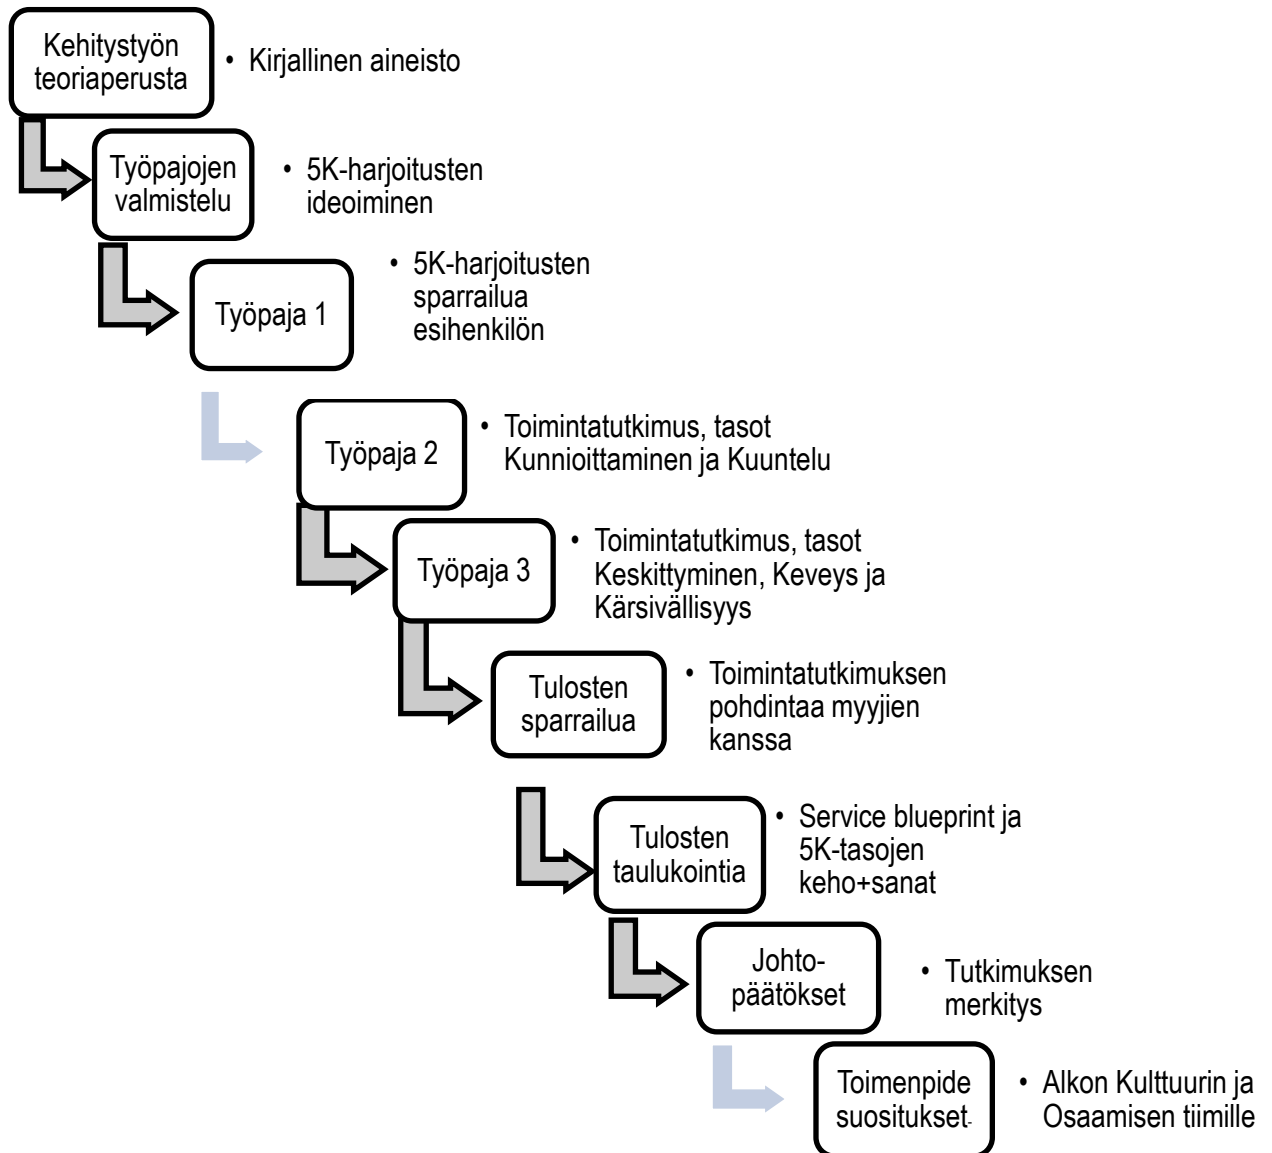 Kehitystyön
teoriaperusta
• Kirjallinen aineisto
Työpajojen
valmistelu
• 5K-harjoitusten
ideoiminen
Työpaja 1
• 5K-harjoitusten
sparrailua
esihenkilön
Työpaja 2
• Toimintatutkimus, tasot
Kunnioittaminen ja Kuuntelu
Työpaja 3
• Toimintatutkimus, tasot
Keskittyminen, Keveys ja
Kärsivällisyys
Tulosten
sparrailua
• Toimintatutkimuksen
pohdintaa myyjien
kanssa
Tulosten
taulukointia
• Service blueprint ja
5K-tasojen
keho+sanat
Johto-
päätökset
• Tutkimuksen
merkitys
Toimenpide
suositukset-
• Alkon Kulttuurin ja
Osaamisen tiimille